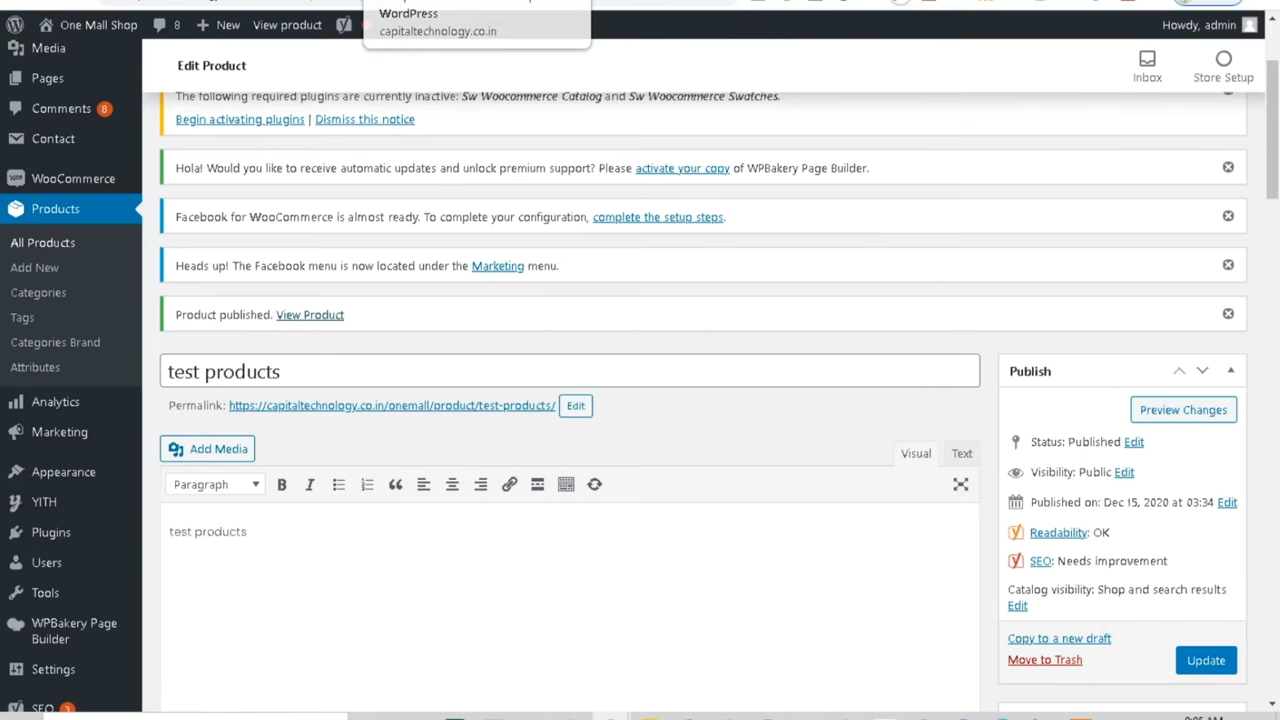 WordPress
capitaltechnology.co.in
One Mall Shop 8 New View product Howdy, admin
Media
Pages
Comments 8
Contact
WooCommerce
Products
All Products
Add New
Categories
Tags
Categories Brand
Attributes
Analytics
Marketing
Appearance
YITH
Plugins
Users
Tools
WPBakery Page
Builder
Settings
SEO 3
Edit Product
Inbox
Store Setup
The following required plugins are currently inactive: Sw Woocommerce Catalog and Sw Woocommerce Swatches.
Begin activating plugins | Dismiss this notice
Hola! Would you like to receive automatic updates and unlock premium support? Please activate your copy of WPBakery Page Builder.
Facebook for WooCommerce is almost ready. To complete your configuration, complete the setup steps.
Heads up! The Facebook menu is now located under the Marketing menu.
Product published. View Product
test products
Permalink: https://capitaltechnology.co.in/onemall/product/test-products/ Edit
Add Media
Visual Text
Paragraph B I
test products
Publish
Preview Changes
Status: Published Edit
Visibility: Public Edit
Published on: Dec 15, 2020 at 03:34 Edit
Readability: OK
SEO: Needs improvement
Catalog visibility: Shop and search results
Edit
Copy to a new draft
Move to Trash
Update